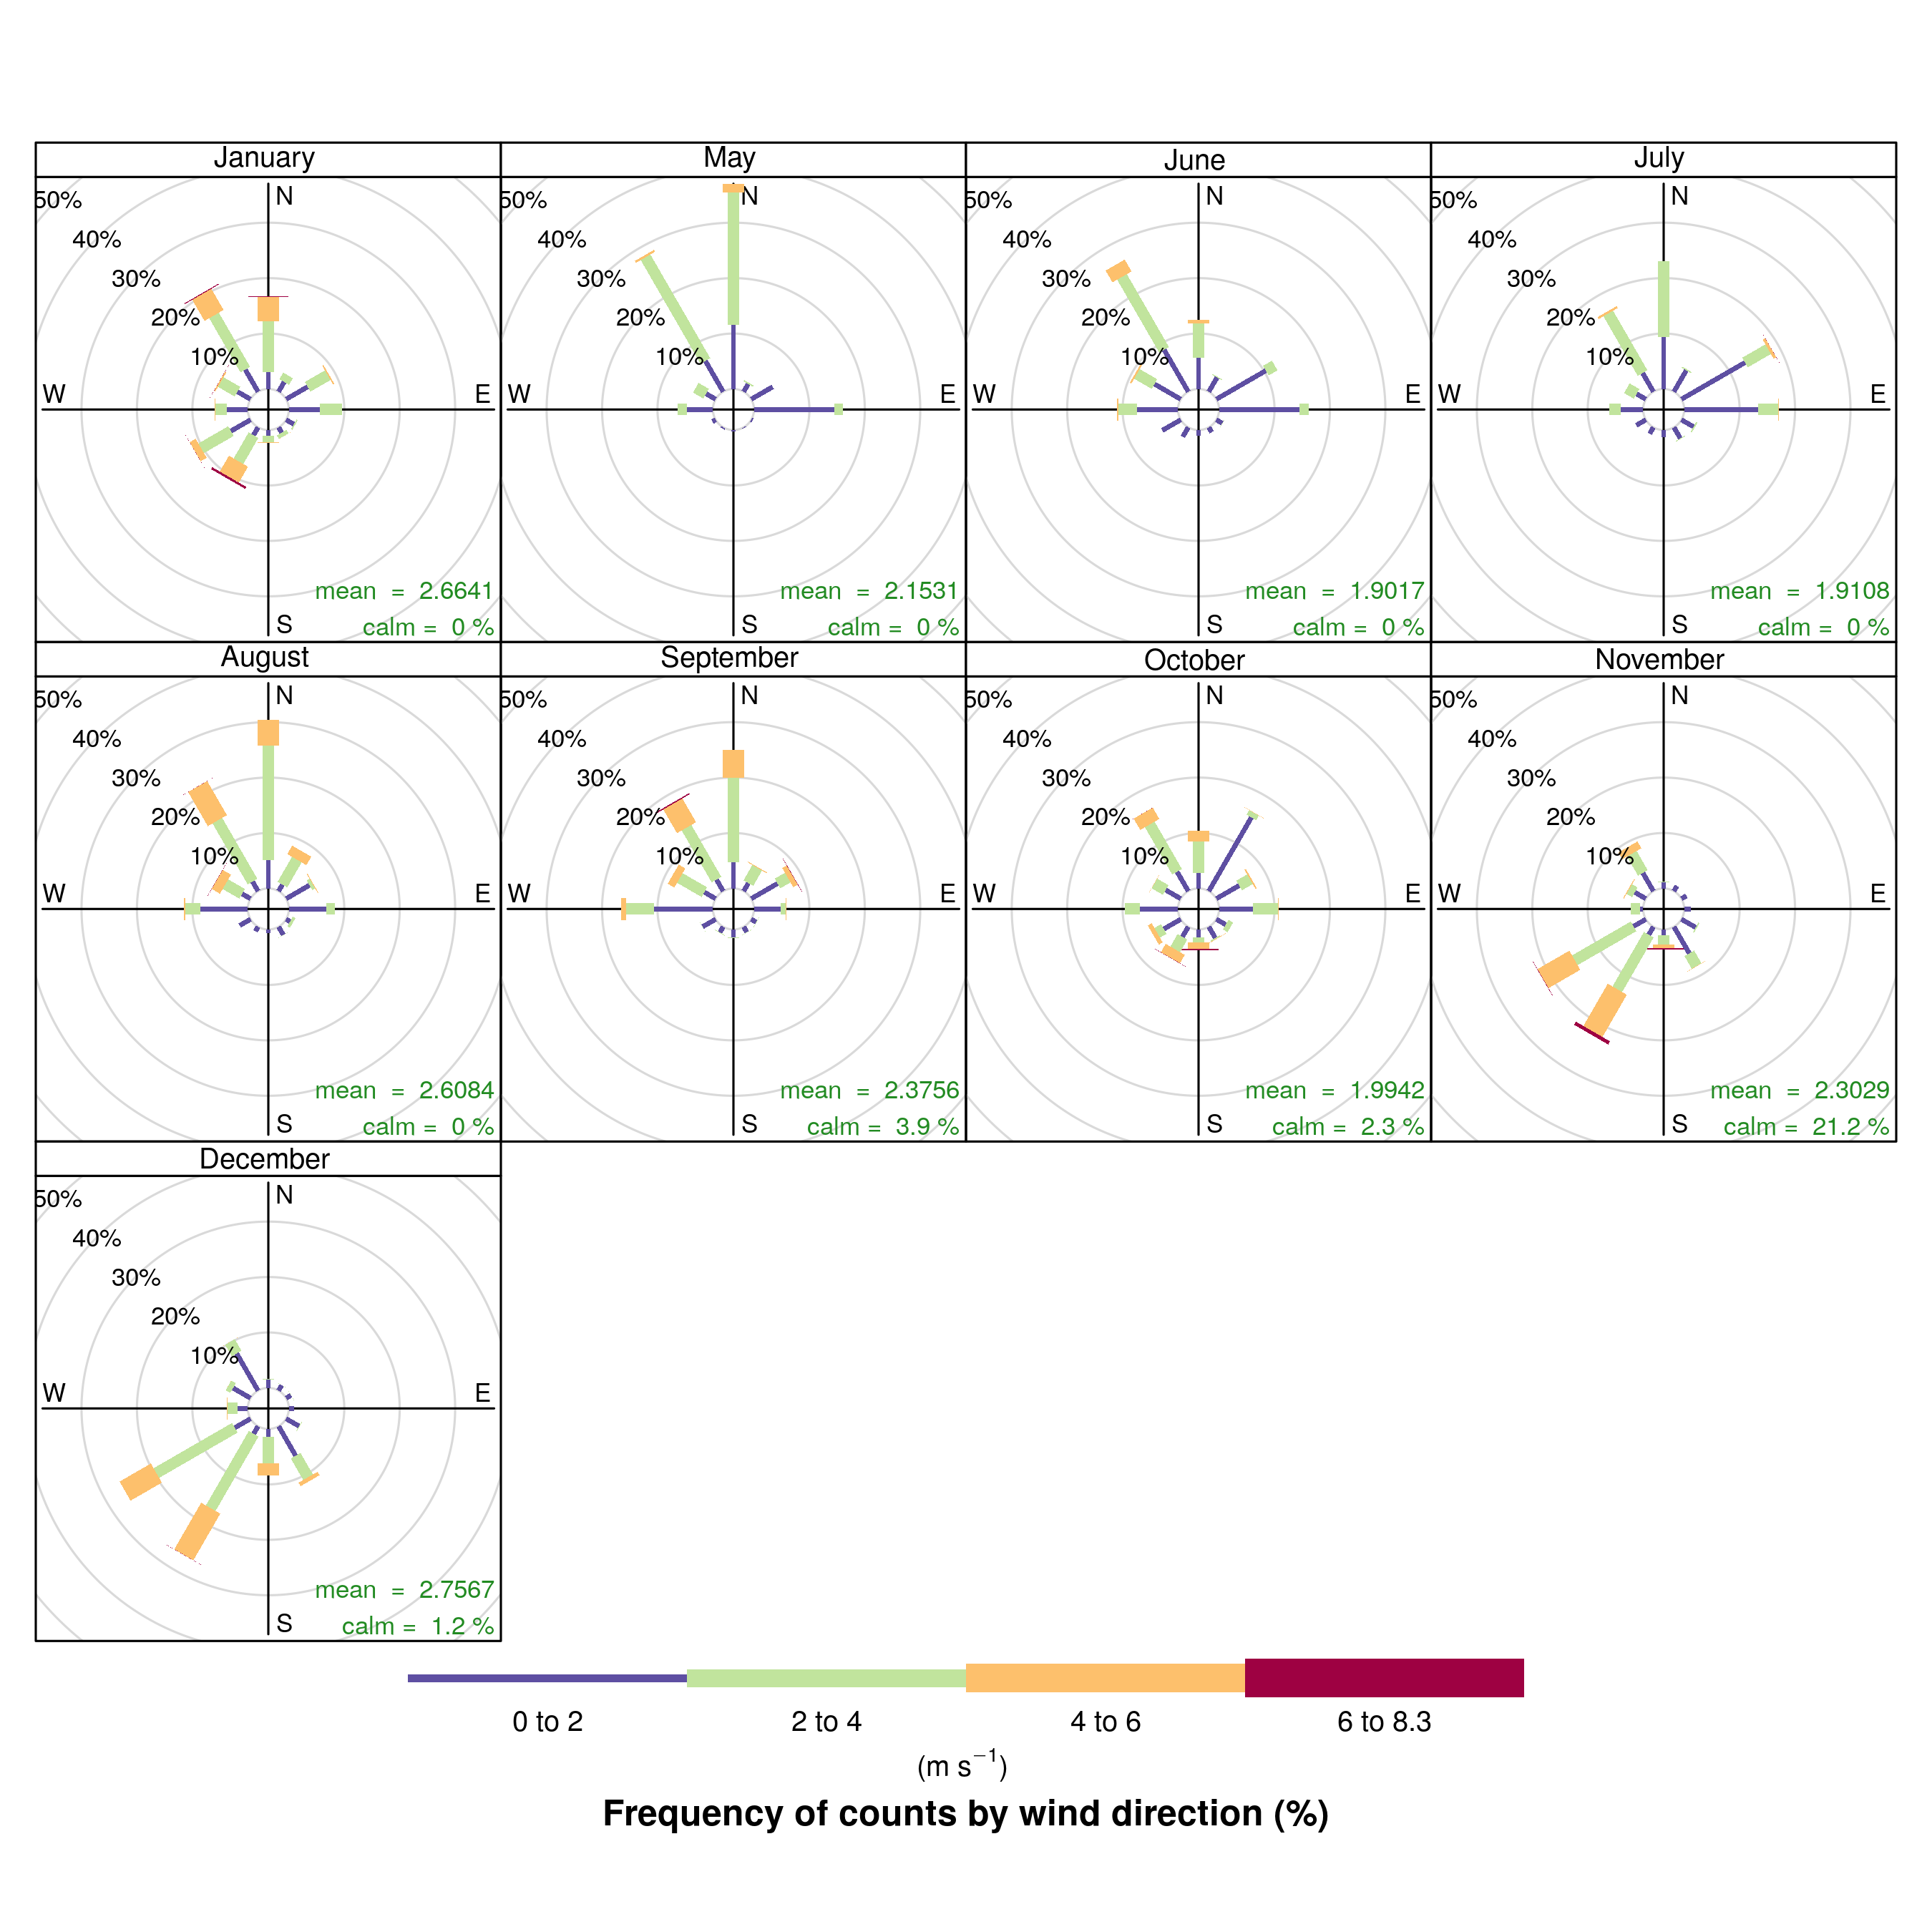 January May June July
50% N 50% N 50% N 50% N
40% 40% 40% 40%
30% 30% 30% 30%
20% 20% 20% 20%
10% 10% 10% 10%
W E W E W E W E
mean = 2.6641 mean = 2.1531 mean = 1.9017 mean = 1.9108
S calm = 0 % S calm = 0 % S calm = 0 % S calm = 0 %
August September October November
50% N 50% N 50% N 50% N
40% 40% 40% 40%
30% 30% 30% 30%
20% 20% 20% 20%
10% 10% 10% 10%
W E W E W E W E
mean = 2.6084 mean = 2.3756 mean = 1.9942 mean = 2.3029
S calm = 0 % S calm = 3.9 % S calm = 2.3 % S calm = 21.2 %
December
50% N
40%
30%
20%
10%
W E
mean = 2.7567
S calm = 1.2 %
0 to 2 2 to 4 4 to 6 6 to 8.3
(m s⁻¹)
Frequency of counts by wind direction (%)